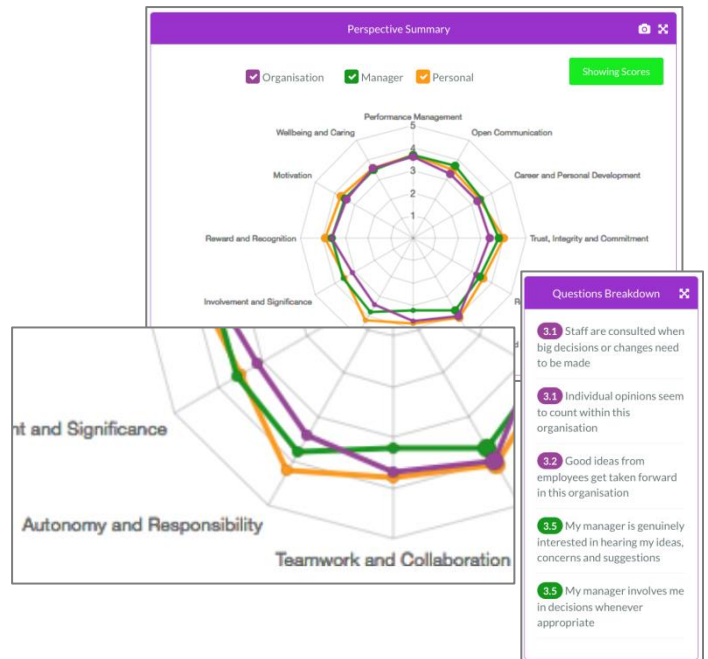 Perspective Summary
Organisation
Manager
Personal
Showing Scores
Performance Management
5
4
3
2
1
Wellbeing and Caring
Open Communication
Motivation
Career and Personal Development
Reward and Recognition
Trust, Integrity and Commitment
Involvement and Significance
R
d
Questions Breakdown
3.1 Staff are consulted when
big decisions or changes need
to be made
3.1 Individual opinions seem
to count within this
organisation
3.2 Good ideas from
employees get taken forward
in this organisation
3.5 My manager is genuinely
interested in hearing my ideas,
concerns and suggestions
3.5 My manager involves me
in decisions whenever
appropriate
nt and Significance
Autonomy and Responsibility
Teamwork and Collaboration